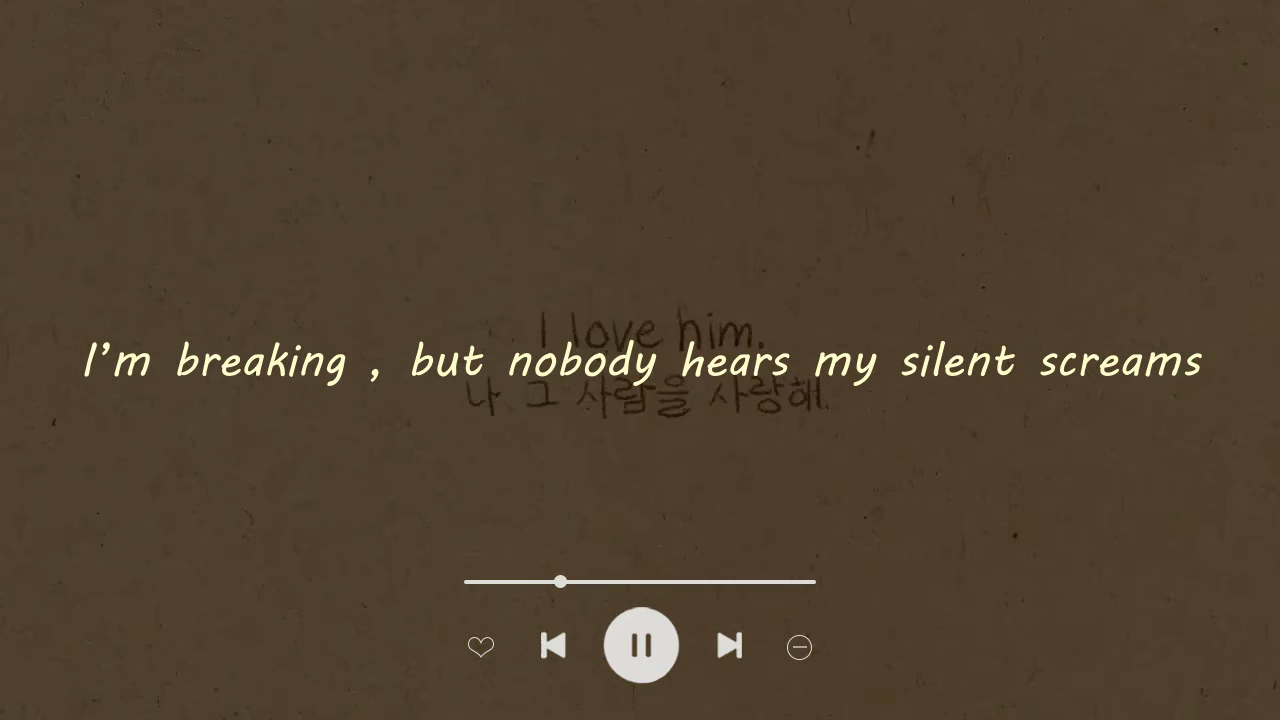 I love him.
I’m breaking , but nobody hears my silent screams
나 그 사람을 사랑해.